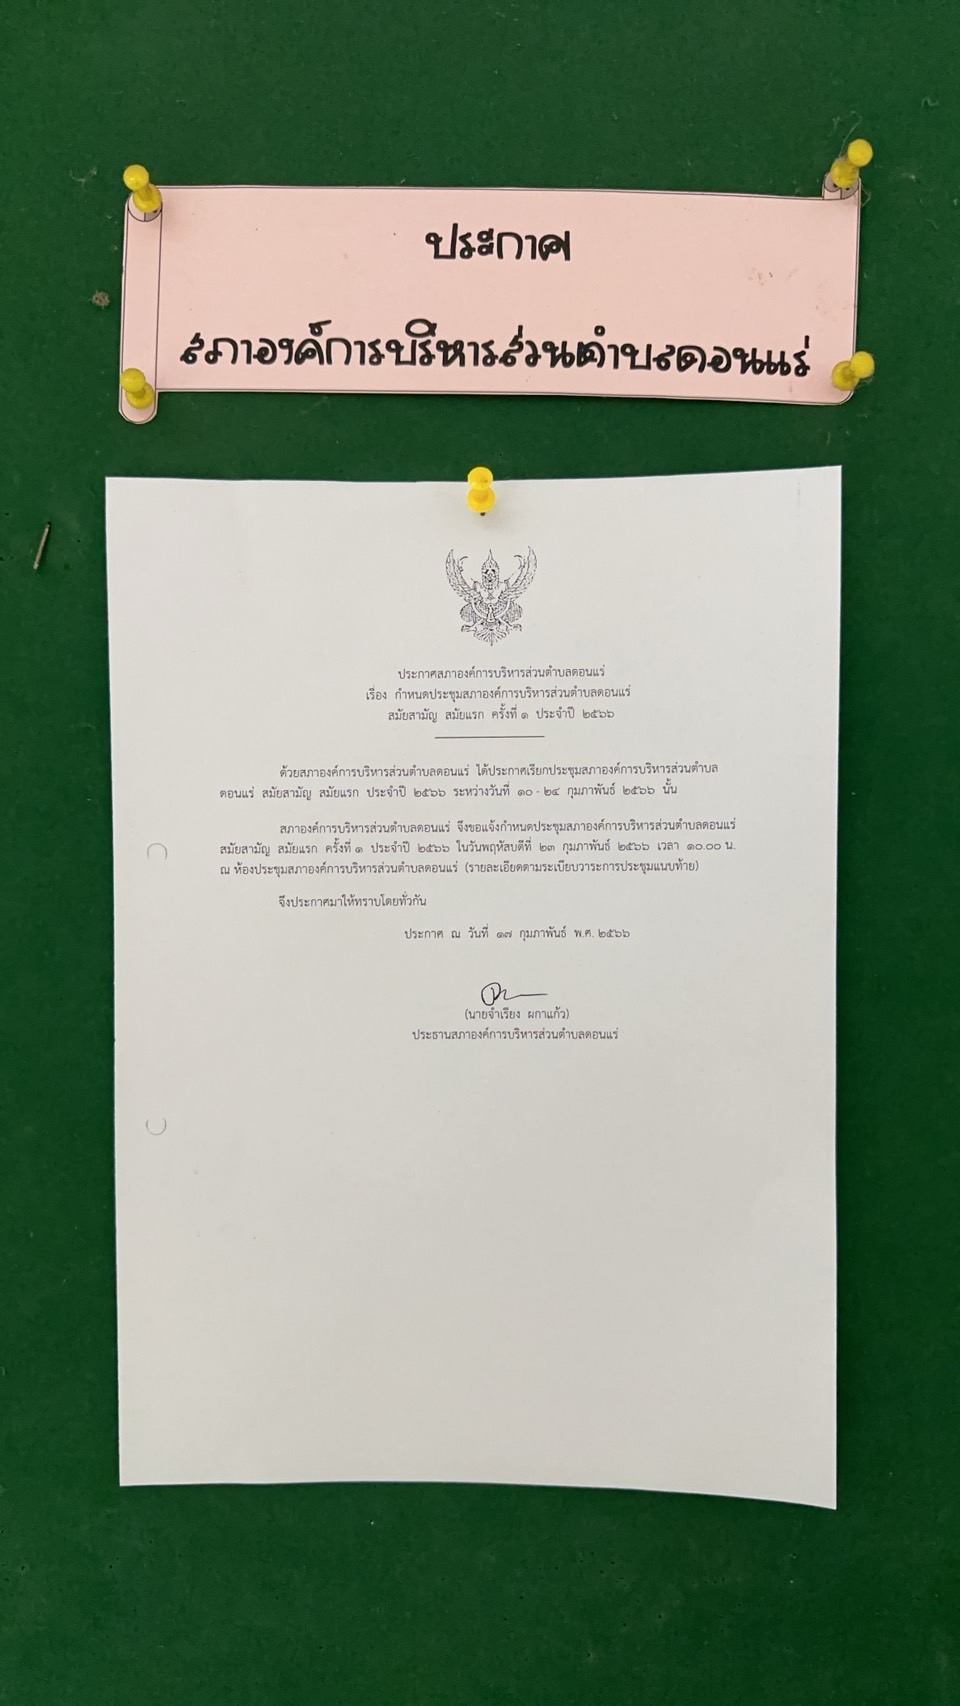 ประกาศ
สภาองค์การบริหารส่วนตำบลดอนแร่
ประกาศสภาองค์การบริหารส่วนตำบลดอนแร่
เรื่อง กำหนดประชุมสภาองค์การบริหารส่วนตำบลดอนแร่
สมัยสามัญ สมัยแรก ครั้งที่ ๑ ประจำปี ๒๕๖๖
ด้วยสภาองค์การบริหารส่วนตำบลดอนแร่ ได้ประกาศเรียกประชุมสภาองค์การบริหารส่วนตำบล
ดอนแร่ สมัยสามัญ สมัยแรก ประจำปี ๒๕๖๖ ระหว่างวันที่ ๑๐ - ๒๔ กุมภาพันธ์ ๒๕๖๖ นั้น
สภาองค์การบริหารส่วนตำบลดอนแร่ จึงขอแจ้งกำหนดประชุมสภาองค์การบริหารส่วนตำบลดอนแร่
สมัยสามัญ สมัยแรก ครั้งที่ ๑ ประจำปี ๒๕๖๖ ในวันพฤหัสบดีที่ ๒๓ กุมภาพันธ์ ๒๕๖๖ เวลา ๑๐.๐๐ น.
ณ ห้องประชุมสภาองค์การบริหารส่วนตำบลดอนแร่ (รายละเอียดตามระเบียบวาระการประชุมแนบท้าย)
จึงประกาศมาให้ทราบโดยทั่วกัน
ประกาศ ณ วันที่ ๑๗ กุมภาพันธ์ พ.ศ. ๒๕๖๖
(นายจำเรียง ผกาแก้ว)
ประธานสภาองค์การบริหารส่วนตำบลดอนแร่